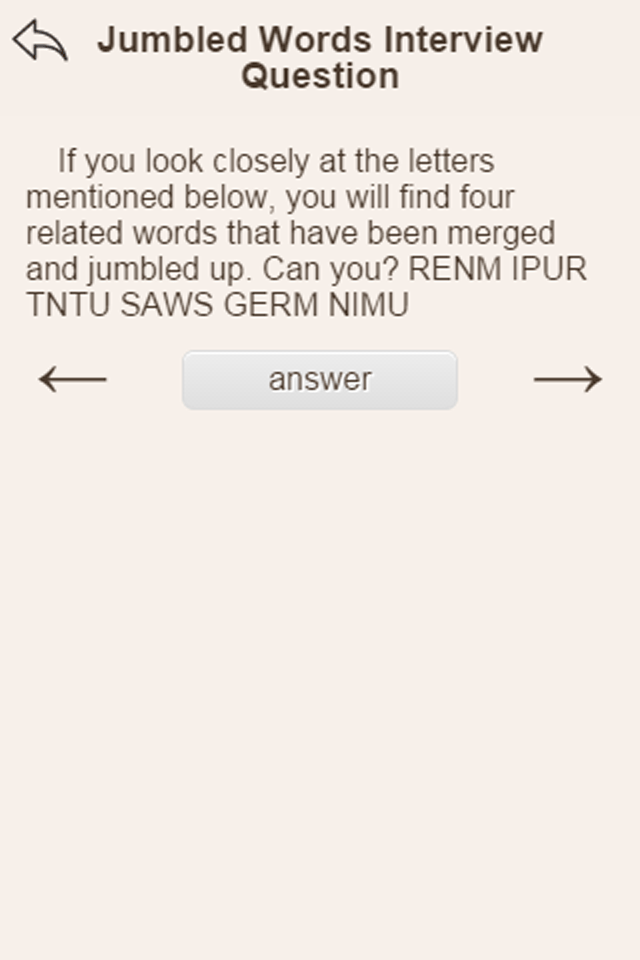 Jumbled Words Interview
Question
If you look closely at the letters
mentioned below, you will find four
related words that have been merged
and jumbled up. Can you? RENM IPUR
TNTU SAWS GERM NIMU
answer